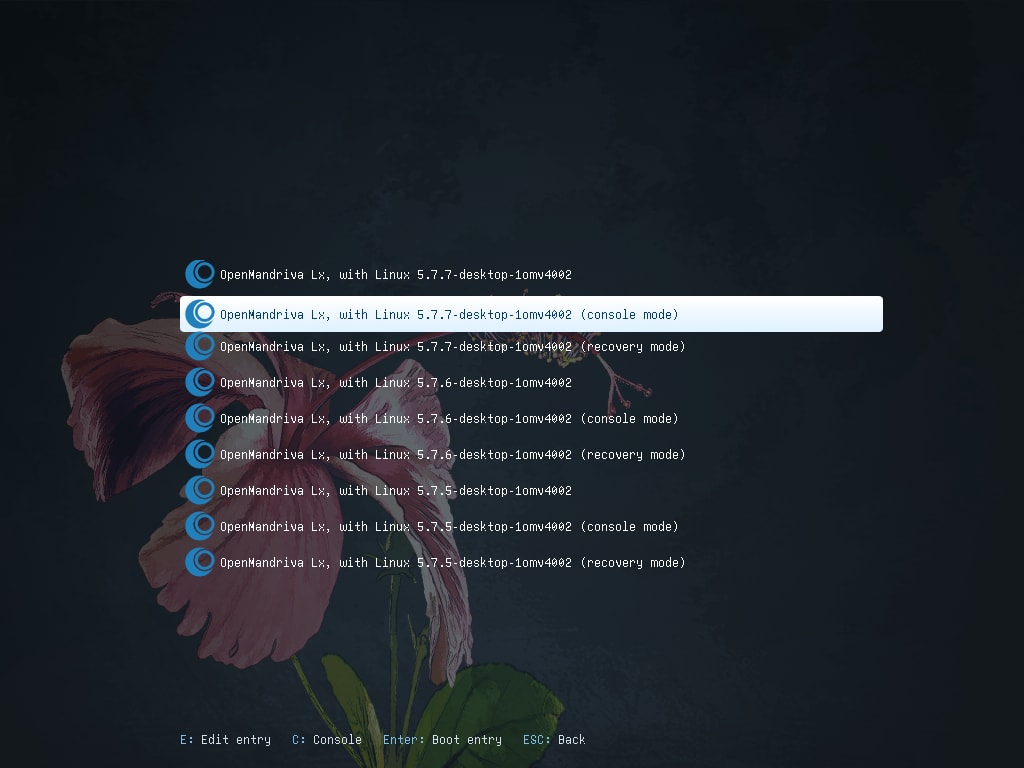 OpenMandriva Lx, with Linux 5.7.7-desktop-1omv4002
OpenMandriva Lx, with Linux 5.7.7-desktop-1omv4002 (console mode)
OpenMandriva Lx, with Linux 5.7.7-desktop-1omv4002 (recovery mode)
OpenMandriva Lx, with Linux 5.7.6-desktop-1omv4002
OpenMandriva Lx, with Linux 5.7.6-desktop-1omv4002 (console mode)
OpenMandriva Lx, with Linux 5.7.6-desktop-1omv4002 (recovery mode)
OpenMandriva Lx, with Linux 5.7.5-desktop-1omv4002
OpenMandriva Lx, with Linux 5.7.5-desktop-1omv4002 (console mode)
OpenMandriva Lx, with Linux 5.7.5-desktop-1omv4002 (recovery mode)
E: Edit entry C: Console Enter: Boot entry ESC: Back